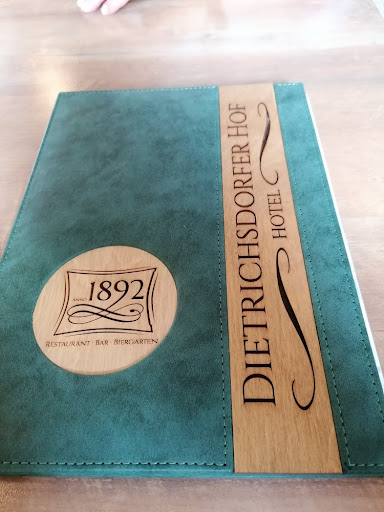 ANNO 1892
RESTAURANT · BAR · BIERGARTEN
DIETRICHSDORFER HOF
HOTEL